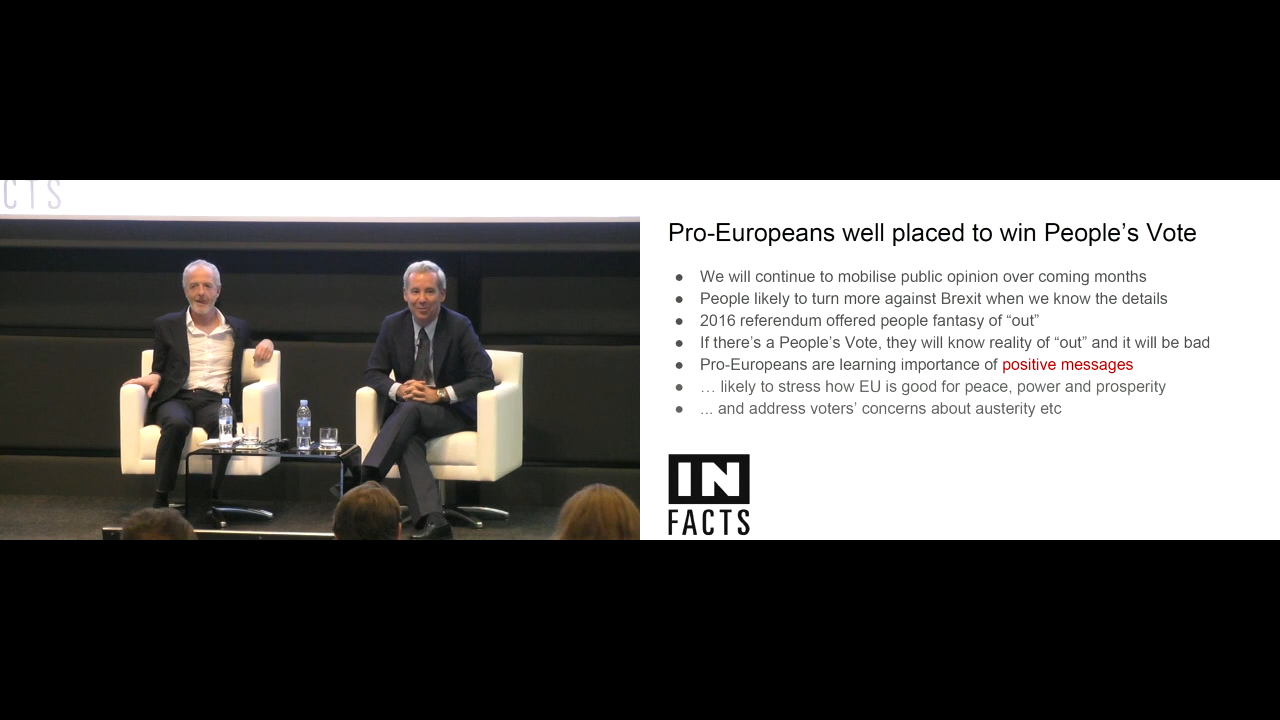 CTS
Pro-Europeans well placed to win People’s Vote
● We will continue to mobilise public opinion over coming months
● People likely to turn more against Brexit when we know the details
● 2016 referendum offered people fantasy of “out”
● If there’s a People’s Vote, they will know reality of “out” and it will be bad
● Pro-Europeans are learning importance of positive messages
● … likely to stress how EU is good for peace, power and prosperity
● ... and address voters’ concerns about austerity etc
IN
FACTS